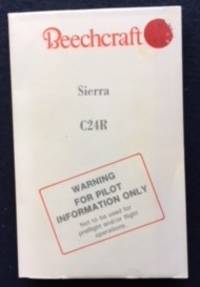 Beechcraft
Sierra
C24R
WARNING
FOR PILOT
INFORMATION ONLY
Not to be used for
preflight and/or flight
operations.